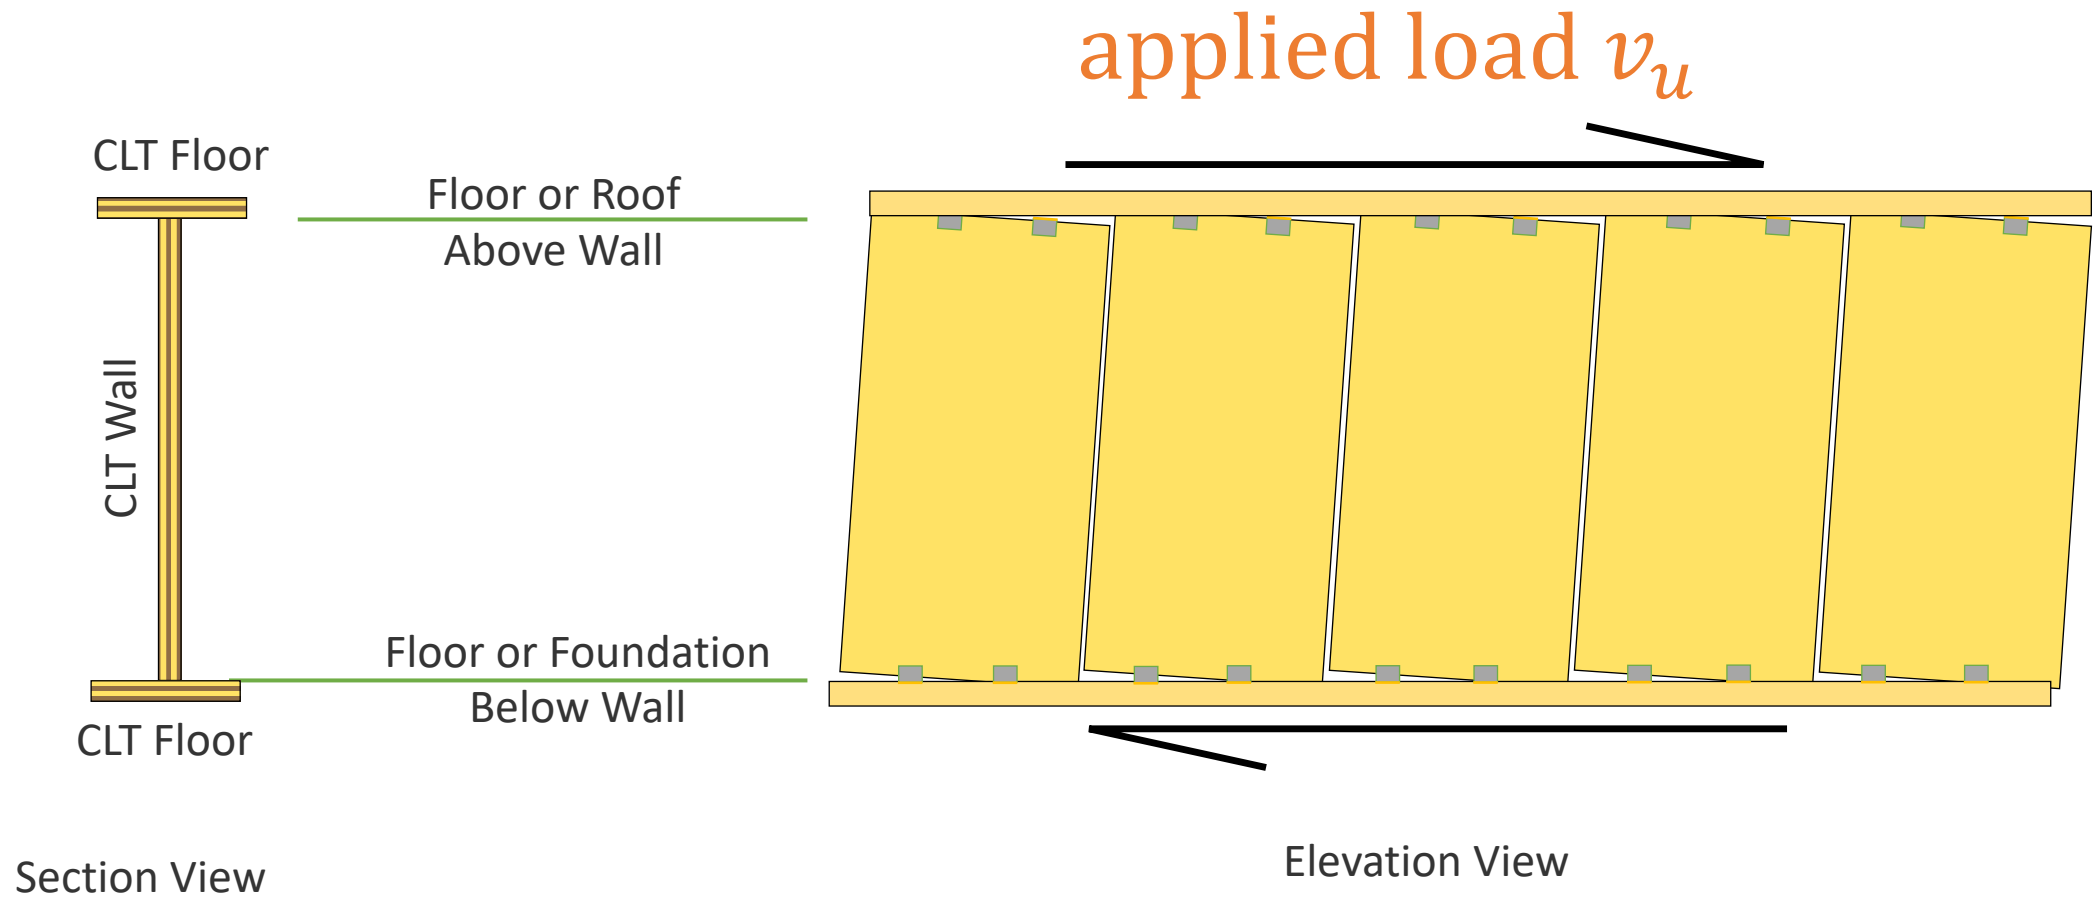 applied load v_u
CLT Floor
Floor or Roof
Above Wall
CLT Wall
Floor or Foundation
Below Wall
CLT Floor
Elevation View
Section View